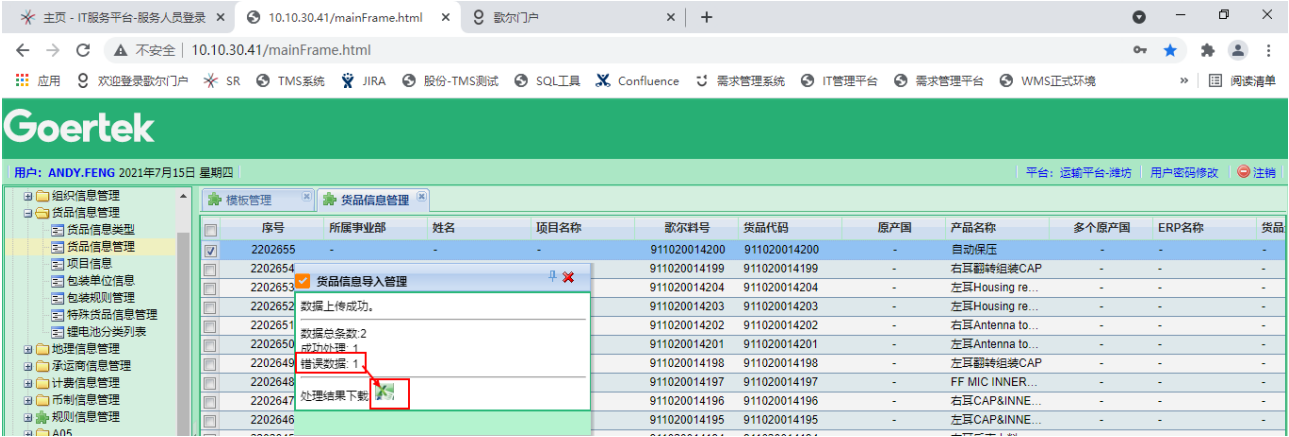 主页 - IT服务平台-服务人员登录
10.10.30.41/mainFrame.html
歌尔门户
不安全
10.10.30.41/mainFrame.html
应用 欢迎登录歌尔门户 SR TMS系统 JIRA 股份-TMS测试 SQL工具 Confluence 需求管理系统 IT管理平台 需求管理平台 WMS正式环境 » 阅读清单
Goertek
用户: ANDY.FENG 2021年7月15日 星期四 平台: 运输平台-潍坊 用户密码修改 注销
组织信息管理
货品信息管理
货品信息类型
货品信息管理
项目信息
包装单位信息
包装规则管理
特殊货品信息管理
锂电池分类列表
地理信息管理
承运商信息管理
计费信息管理
币制信息管理
规则信息管理
A05
模板管理 货品信息管理
序号 所属事业部 姓名 项目名称 歌尔料号 货品代码 原产国 产品名称 多个原产国 ERP名称 货品
2202655 - - - 911020014200 911020014200 - 自动保压 - - -
2202654 911020014199 911020014199 - 右耳翻转组装CAP - - -
2202653 911020014204 911020014204 - 左耳Housing re... - - -
2202652 911020014203 911020014203 - 左耳Housing re... - - -
2202651 911020014202 911020014202 - 右耳Antenna to... - - -
2202650 911020014201 911020014201 - 左耳Antenna to... - - -
2202649 911020014198 911020014198 - 左耳翻转组装CAP - - -
2202648 911020014197 911020014197 - FF MIC INNER... - - -
2202647 911020014196 911020014196 - 右耳CAP&INNE... - - -
2202646 911020014195 911020014195 - 左耳CAP&INNE... - - -
货品信息导入管理
数据上传成功。
数据总条数:2
成功处理: 1
错误数据: 1
处理结果下载